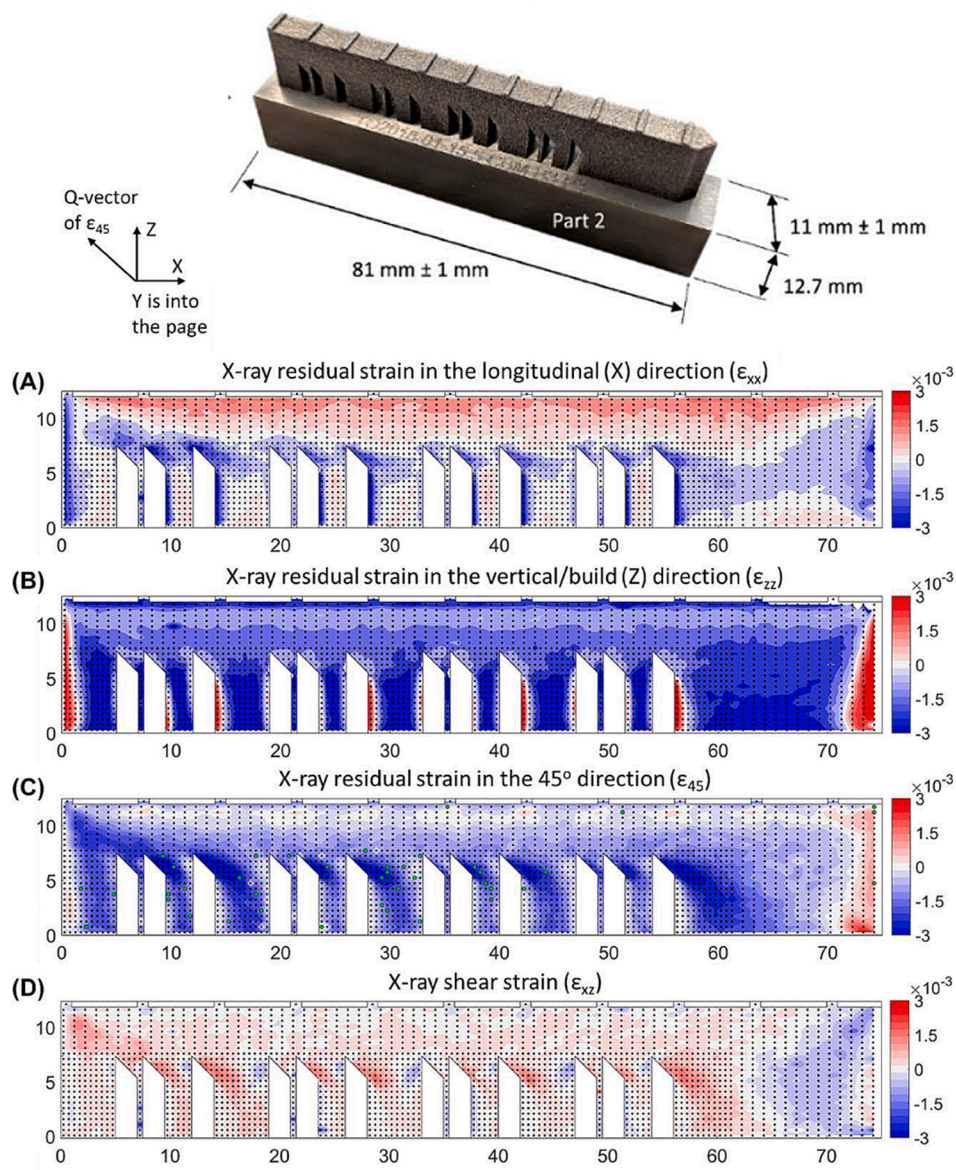 Part 2
11 mm ± 1 mm
81 mm ± 1 mm
12.7 mm
Q-vector
of ε45
Z
X
Y is into
the page
(A)
X-ray residual strain in the longitudinal (X) direction (εxx)
×10⁻³
10
5
0
0 10 20 30 40 50 60 70
3
1.5
0
-1.5
-3
(B)
X-ray residual strain in the vertical/build (Z) direction (εzz)
×10⁻³
10
5
0
0 10 20 30 40 50 60 70
3
1.5
0
-1.5
-3
(C)
X-ray residual strain in the 45º direction (ε45)
×10⁻³
10
5
0
0 10 20 30 40 50 60 70
3
1.5
0
-1.5
-3
(D)
X-ray shear strain (εxz)
×10⁻³
10
5
0
0 10 20 30 40 50 60 70
3
1.5
0
-1.5
-3